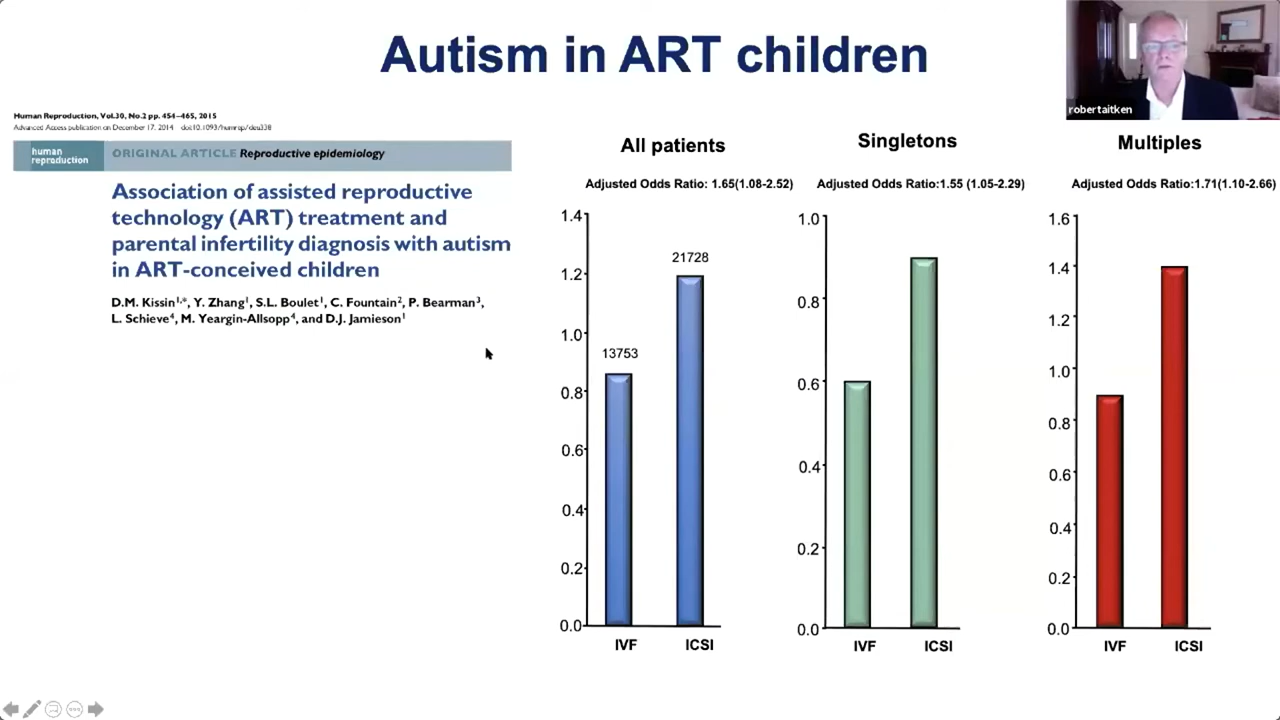 Autism in ART children
robertaitken
Human Reproduction, Vol.30, No.2 pp. 454–465, 2015
Advanced Access publication on December 17, 2014 doi:10.1093/humrep/deu338
human
reproduction
ORIGINAL ARTICLE Reproductive epidemiology
Association of assisted reproductive
technology (ART) treatment and
parental infertility diagnosis with autism
in ART-conceived children
D.M. Kissin1,*, Y. Zhang1, S.L. Boulet1, C. Fountain2, P. Bearman3,
L. Schieve4, M. Yeargin-Allsopp4, and D.J. Jamieson1
All patients
Adjusted Odds Ratio: 1.65(1.08-2.52)
1.4
1.2
1.0
0.8
0.6
0.4
0.2
0.0
13753
21728
IVF
ICSI
Singletons
Adjusted Odds Ratio:1.55 (1.05-2.29)
1.0
0.8
0.6
0.4
0.2
0.0
IVF
ICSI
Multiples
Adjusted Odds Ratio:1.71(1.10-2.66)
1.6
1.4
1.2
1.0
0.8
0.6
0.4
0.2
0.0
IVF
ICSI